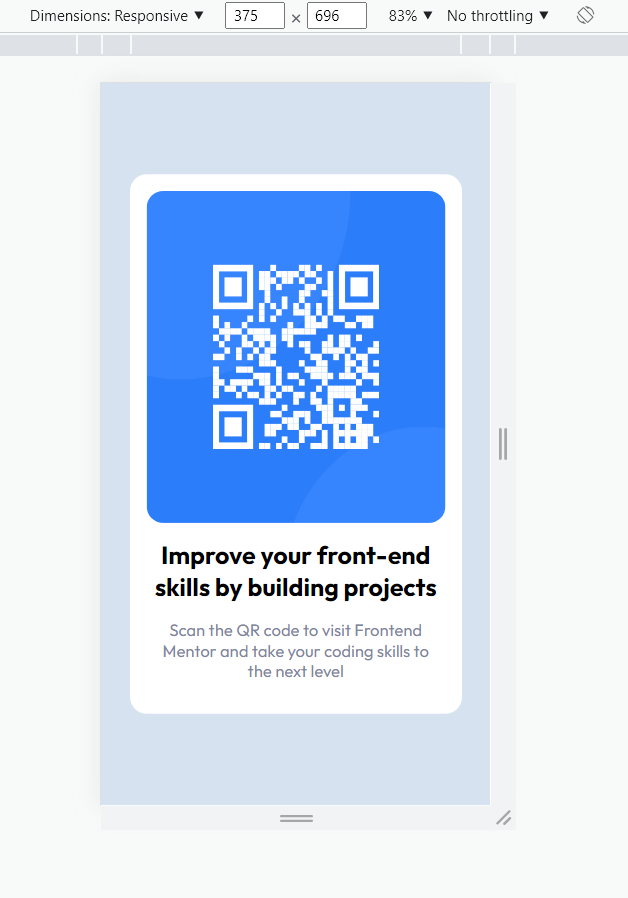 Dimensions: Responsive ▼ 375 × 696 83% ▼ No throttling ▼
Improve your front-end
skills by building projects
Scan the QR code to visit Frontend
Mentor and take your coding skills to
the next level